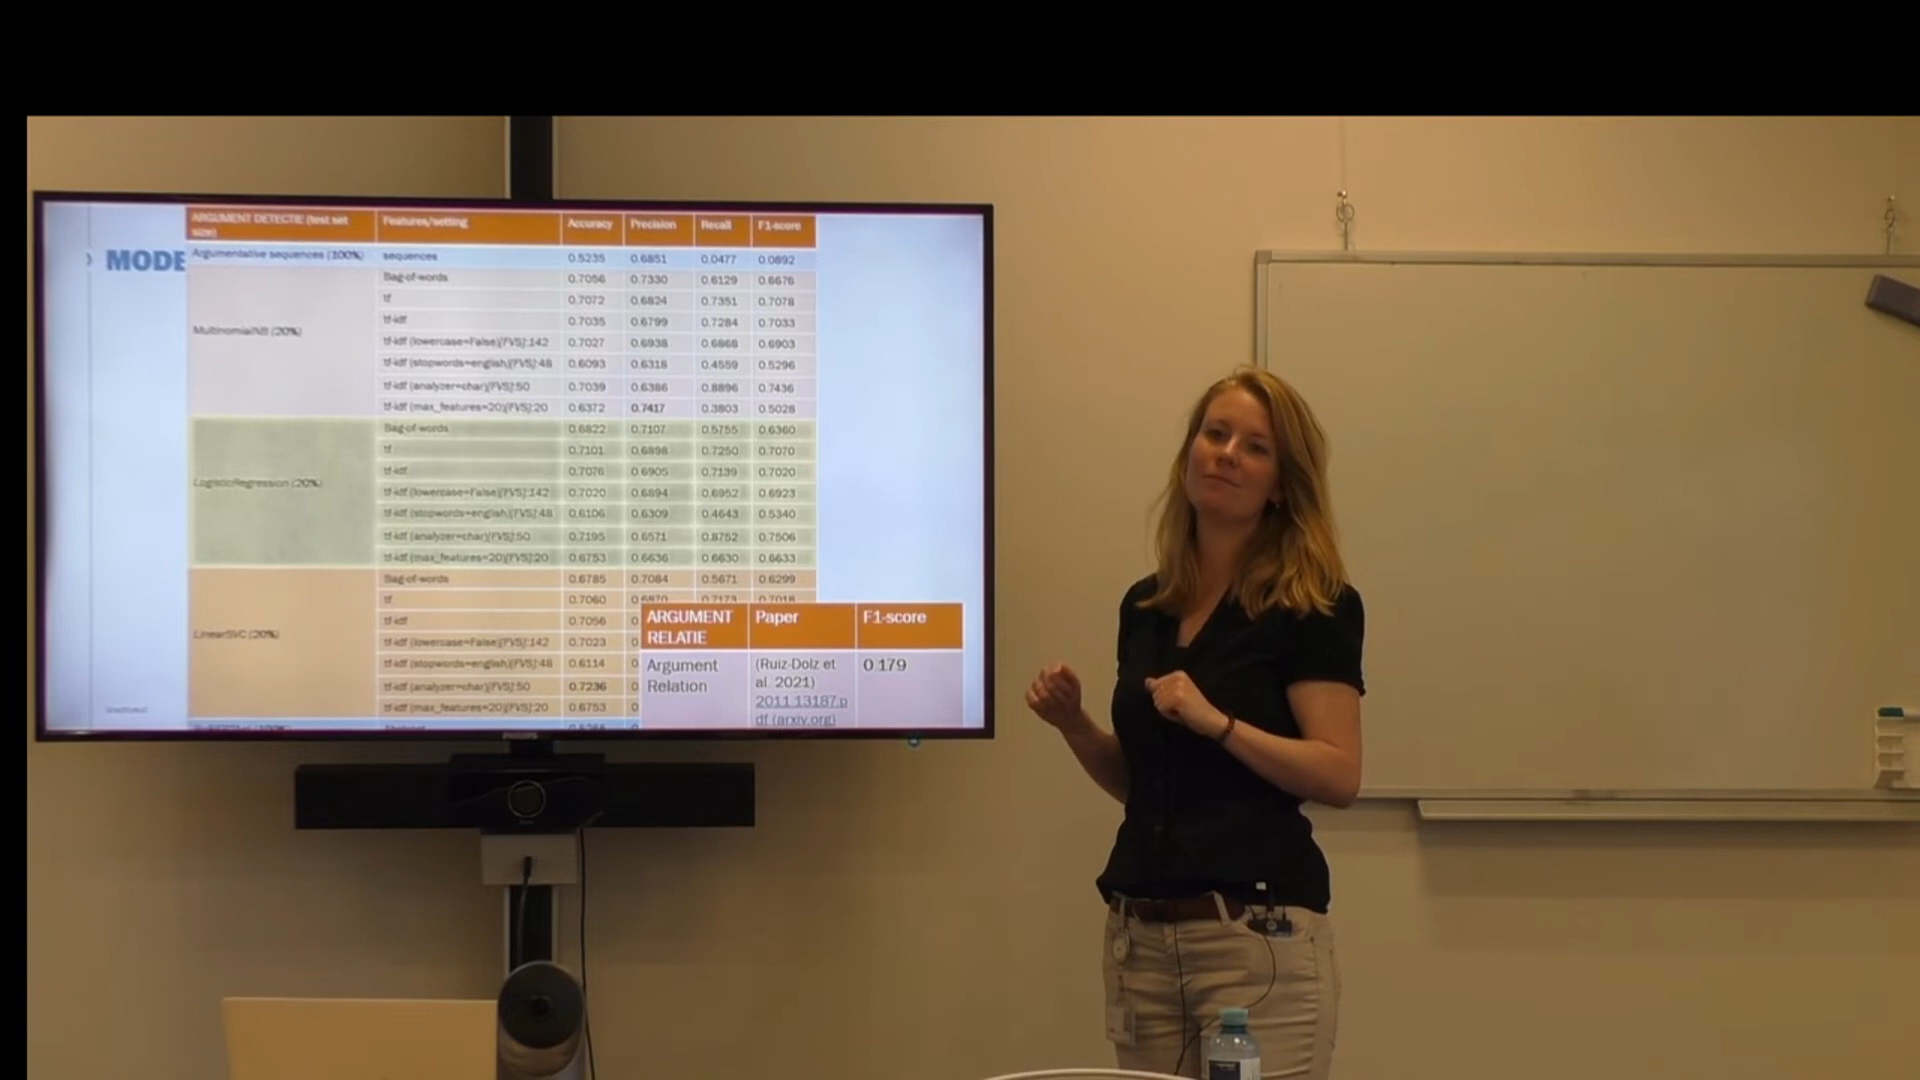 MODE
ARGUMENT DETECTIE (test set size) Features/setting Accuracy Precision Recall F1-score
Argumentative sequences (100%) sequences 0.5235 0.6851 0.0477 0.0892
MultinomialNB (20%)
Bag-of-words 0.7056 0.7330 0.6129 0.6676
tf 0.7072 0.6824 0.7351 0.7078
tf-idf 0.7035 0.6799 0.7284 0.7033
tf-idf (lowercase=False)[FVS]:142 0.7027 0.6938 0.6868 0.6903
tf-idf (stopwords=english)[FVS]:48 0.6093 0.6318 0.4559 0.5296
tf-idf (analyzer=char)[FVS]:50 0.7039 0.6386 0.8896 0.7436
tf-idf (max_features=20)[FVS]:20 0.6372 0.7417 0.3803 0.5028
LogisticRegression (20%)
Bag-of-words 0.6822 0.7107 0.5755 0.6360
tf 0.7101 0.6898 0.7250 0.7070
tf-idf 0.7076 0.6905 0.7139 0.7020
tf-idf (lowercase=False)[FVS]:142 0.7020 0.6894 0.6952 0.6923
tf-idf (stopwords=english)[FVS]:48 0.6106 0.6309 0.4643 0.5340
tf-idf (analyzer=char)[FVS]:50 0.7195 0.6571 0.8752 0.7506
tf-idf (max_features=20)[FVS]:20 0.6753 0.6636 0.6630 0.6633
LinearSVC (20%)
Bag-of-words 0.6785 0.7084 0.5671 0.6299
tf 0.7060 0.6870 0.7173 0.7018
tf-idf 0.7056 0
tf-idf (lowercase=False)[FVS]:142 0.7023 0
tf-idf (stopwords=english)[FVS]:48 0.6114 0
tf-idf (analyzer=char)[FVS]:50 0.7236 0
tf-idf (max_features=20)[FVS]:20 0.6753 0
ARGUMENT RELATIE Paper F1-score
Argument Relation (Ruiz-Dolz et al. 2021) 2011.13187.pdf (arxiv.org) 0.179
PHILIPS